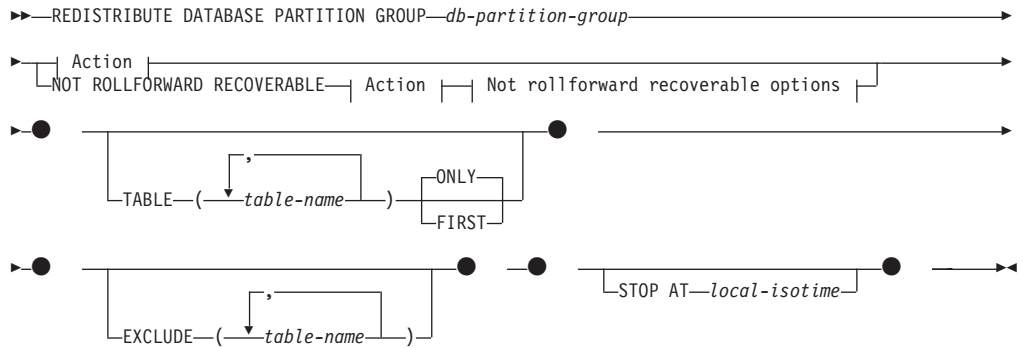 REDISTRIBUTE DATABASE PARTITION GROUP db-partition-group
Action
NOT ROLLFORWARD RECOVERABLE Action Not rollforward recoverable options
,
ONLY
TABLE ( table-name )
FIRST
,
STOP AT local-isotime
EXCLUDE ( table-name )